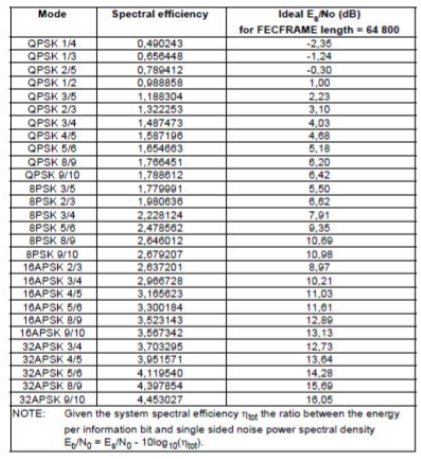 Mode Spectral efficiency Ideal Es/No (dB)
for FECFRAME length = 64 800
QPSK 1/4 0,490243 -2,35
QPSK 1/3 0,656448 -1,24
QPSK 2/5 0,789412 -0,30
QPSK 1/2 0,988858 1,00
QPSK 3/5 1,188304 2,23
QPSK 2/3 1,322253 3,10
QPSK 3/4 1,487473 4,03
QPSK 4/5 1,587196 4,68
QPSK 5/6 1,654663 5,18
QPSK 8/9 1,766451 6,20
QPSK 9/10 1,788612 6,42
8PSK 3/5 1,779991 5,50
8PSK 2/3 1,980636 6,62
8PSK 3/4 2,228124 7,91
8PSK 5/6 2,478562 9,35
8PSK 8/9 2,646012 10,69
8PSK 9/10 2,679207 10,98
16APSK 2/3 2,637201 8,97
16APSK 3/4 2,966728 10,21
16APSK 4/5 3,165623 11,03
16APSK 5/6 3,300184 11,61
16APSK 8/9 3,523143 12,89
16APSK 9/10 3,567342 13,13
32APSK 3/4 3,703295 12,73
32APSK 4/5 3,951571 13,64
32APSK 5/6 4,119540 14,28
32APSK 8/9 4,397854 15,69
32APSK 9/10 4,453027 16,05
NOTE: Given the system spectral efficiency ηtot the ratio between the energy
per information bit and single sided noise power spectral density
Eb/N0 = Es/N0 - 10log10(ηtot).